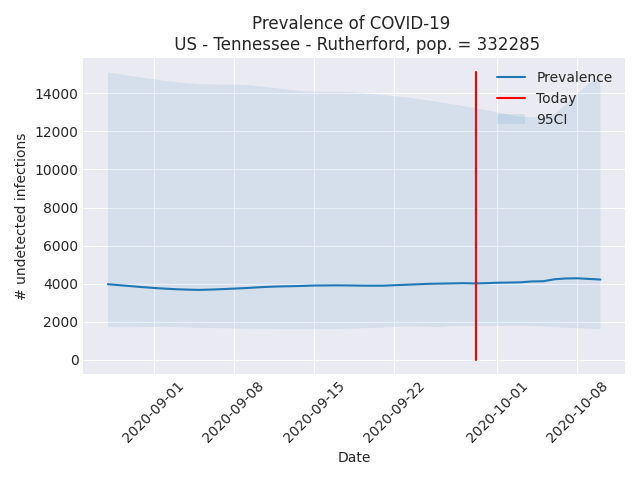 Prevalence of COVID-19
US - Tennessee - Rutherford, pop. = 332285
Prevalence
Today
95CI
# undetected infections
14000
12000
10000
8000
6000
4000
2000
0
2020-09-01
2020-09-08
2020-09-15
2020-09-22
2020-10-01
2020-10-08
Date